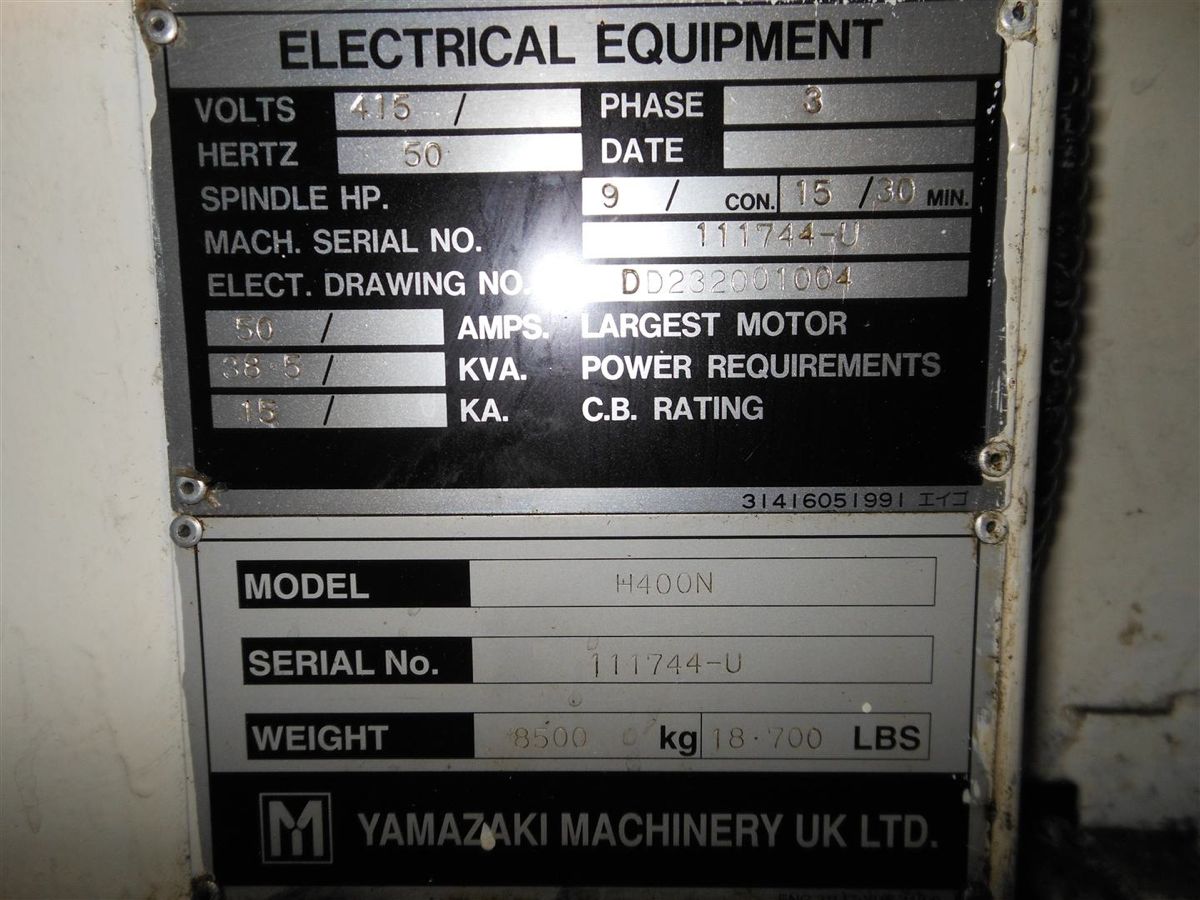 ELECTRICAL EQUIPMENT
VOLTS 415 / PHASE 3
HERTZ 50 DATE
SPINDLE HP. 9 / CON. 15 /30 MIN.
MACH. SERIAL NO. 111744-U
ELECT. DRAWING NO. DD232001004
50 / AMPS. LARGEST MOTOR
38·5 / KVA. POWER REQUIREMENTS
15 / KA. C.B. RATING
31416051991 エイコ
MODEL H400N
SERIAL No. 111744-U
WEIGHT 8500 kg 18·700 LBS
M YAMAZAKI MACHINERY UK LTD.